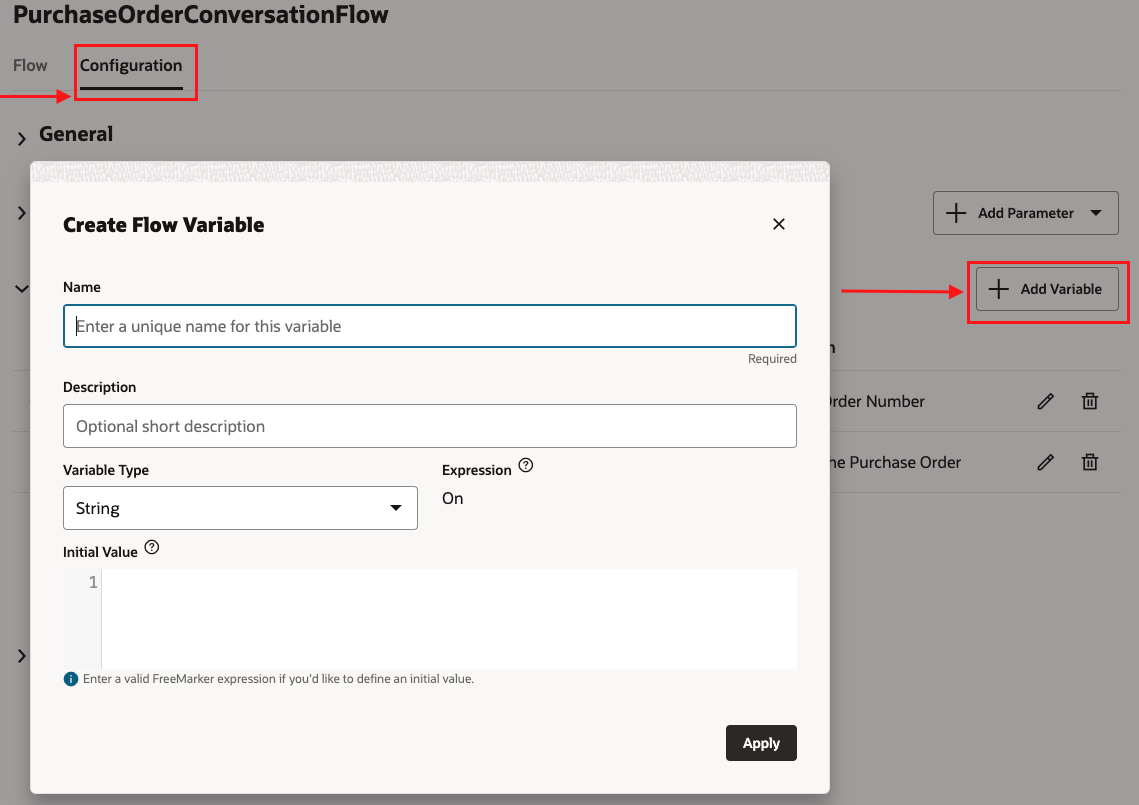 PurchaseOrderConversationFlow
Flow Configuration
General
Create Flow Variable
Add Parameter
Name
Add Variable
Enter a unique name for this variable
Required
Description
Order Number
Optional short description
Variable Type Expression
he Purchase Order
On
String
Initial Value
1
Enter a valid FreeMarker expression if you'd like to define an initial value.
Apply